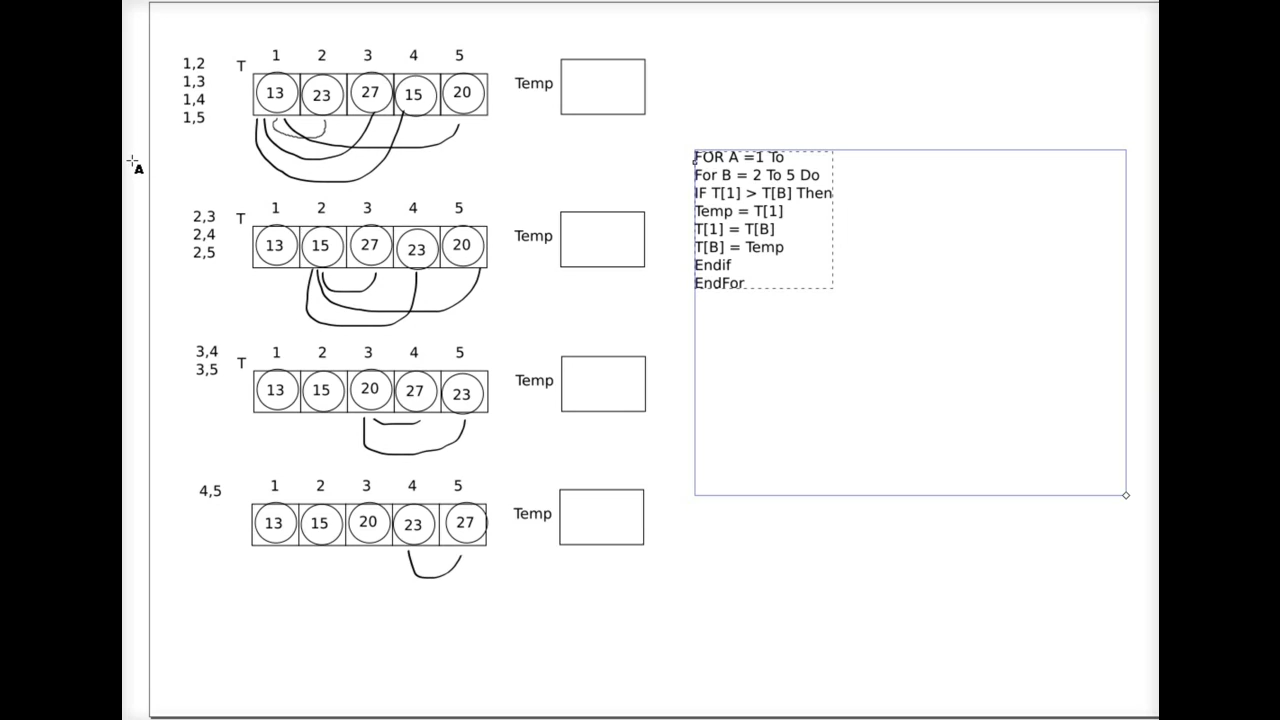 1,2
1,3
1,4
1,5
T
1 2 3 4 5
13 23 27 15 20
Temp
2,3
2,4
2,5
T
1 2 3 4 5
13 15 27 23 20
Temp
3,4
3,5
T
1 2 3 4 5
13 15 20 27 23
Temp
4,5
1 2 3 4 5
13 15 20 23 27
Temp
FOR A =1 To
For B = 2 To 5 Do
IF T[1] > T[B] Then
Temp = T[1]
T[1] = T[B]
T[B] = Temp
Endif
EndFor
A